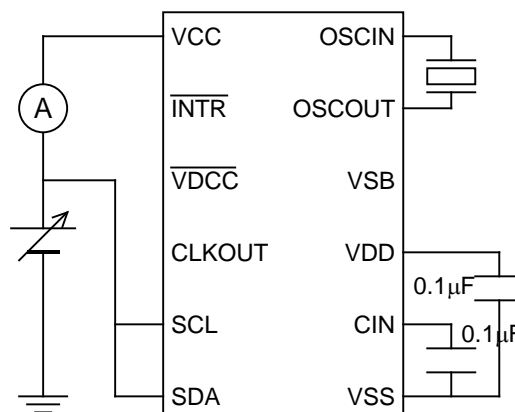 VCC OSCIN
A
INTR OSCOUT
VDCC VSB
CLKOUT VDD
0.1μF
SCL CIN
0.1μF
SDA VSS